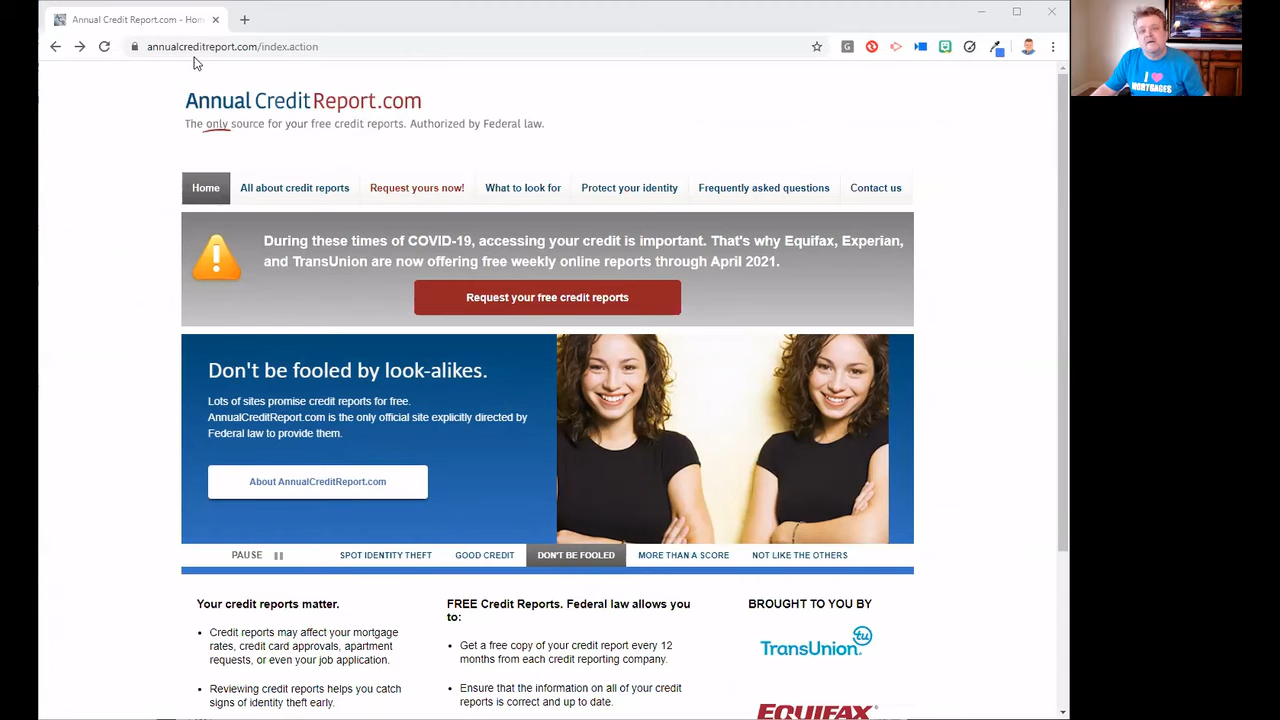 Annual Credit Report.com - Hom
annualcreditreport.com/index.action
I
MORTGAGES
AnnualCreditReport.com
The only source for your free credit reports. Authorized by Federal law.
Home All about credit reports Request yours now! What to look for Protect your identity Frequently asked questions Contact us
During these times of COVID-19, accessing your credit is important. That's why Equifax, Experian,
and TransUnion are now offering free weekly online reports through April 2021.
Request your free credit reports
Don't be fooled by look-alikes.
Lots of sites promise credit reports for free.
AnnualCreditReport.com is the only official site explicitly directed by
Federal law to provide them.
About AnnualCreditReport.com
PAUSE SPOT IDENTITY THEFT GOOD CREDIT DON'T BE FOOLED MORE THAN A SCORE NOT LIKE THE OTHERS
Your credit reports matter.
• Credit reports may affect your mortgage
rates, credit card approvals, apartment
requests, or even your job application.
• Reviewing credit reports helps you catch
signs of identity theft early.
FREE Credit Reports. Federal law allows you
to:
• Get a free copy of your credit report every 12
months from each credit reporting company.
• Ensure that the information on all of your credit
reports is correct and up to date.
BROUGHT TO YOU BY
TransUnion
tu
EQUIFAX